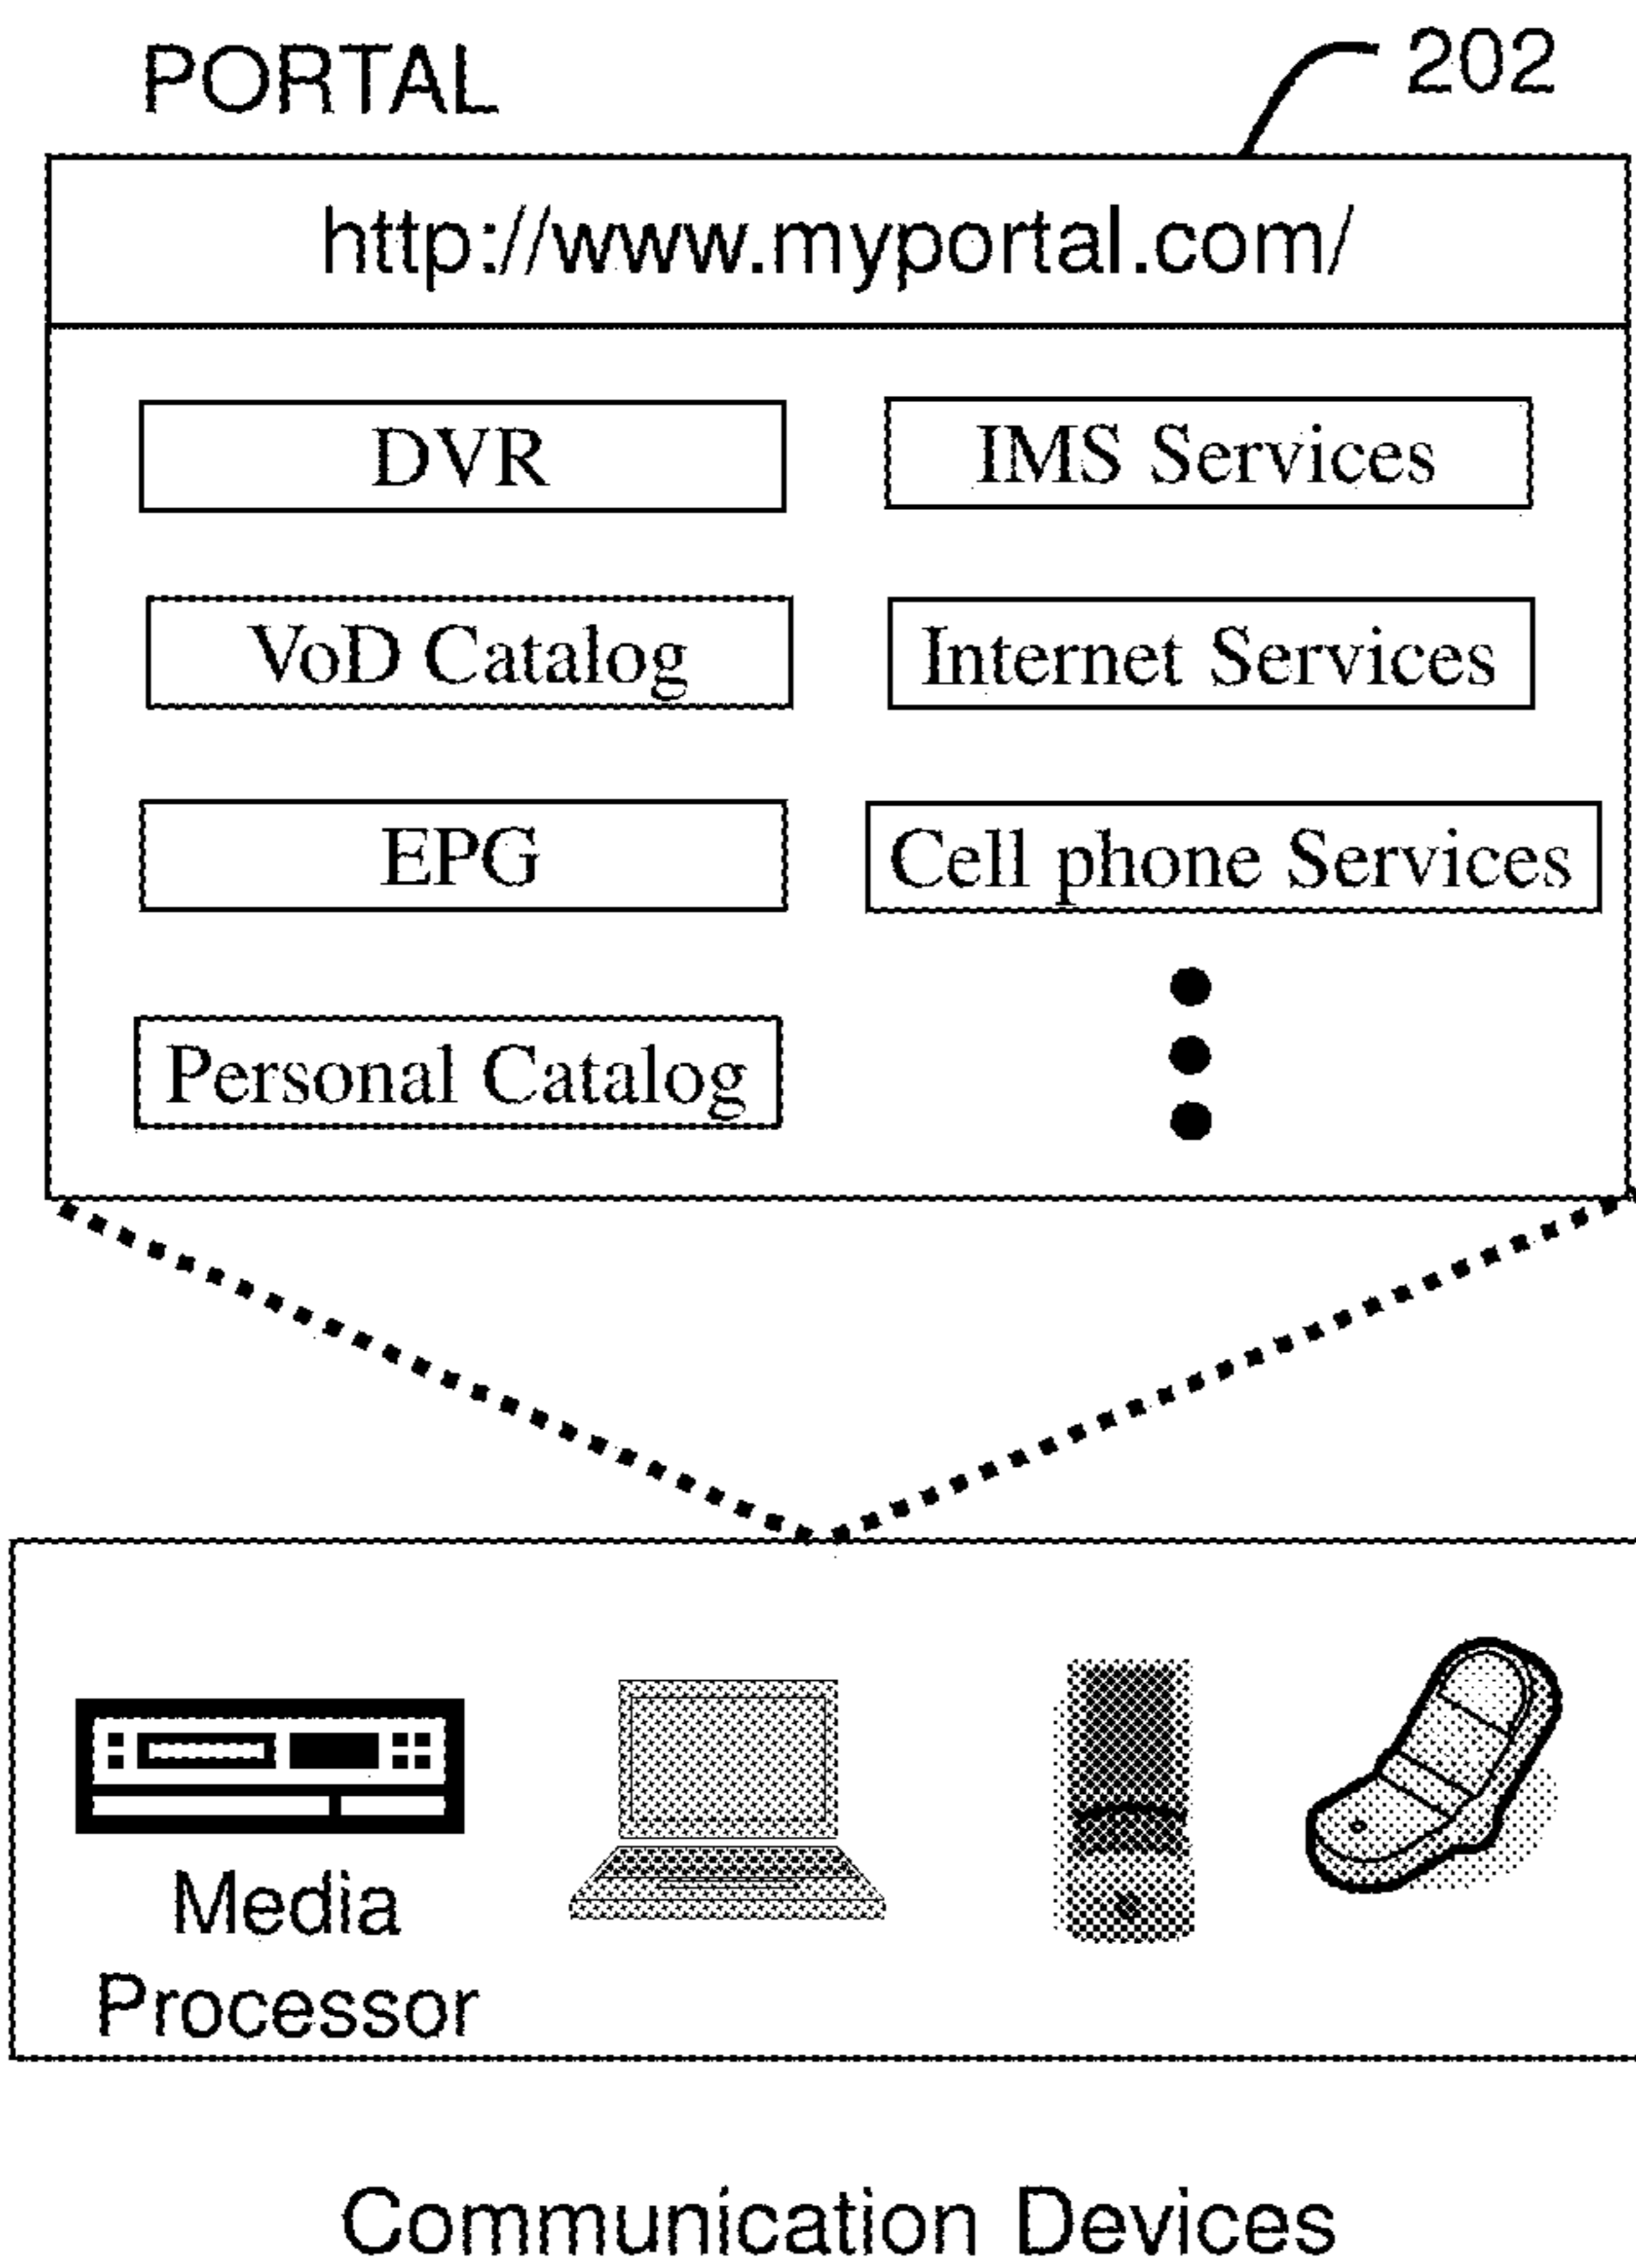 PORTAL
202
http://www.myportal.com/
DVR
IMS Services
VoD Catalog
Internet Services
EPG
Cell phone Services
Personal Catalog
Media
Processor
Communication Devices